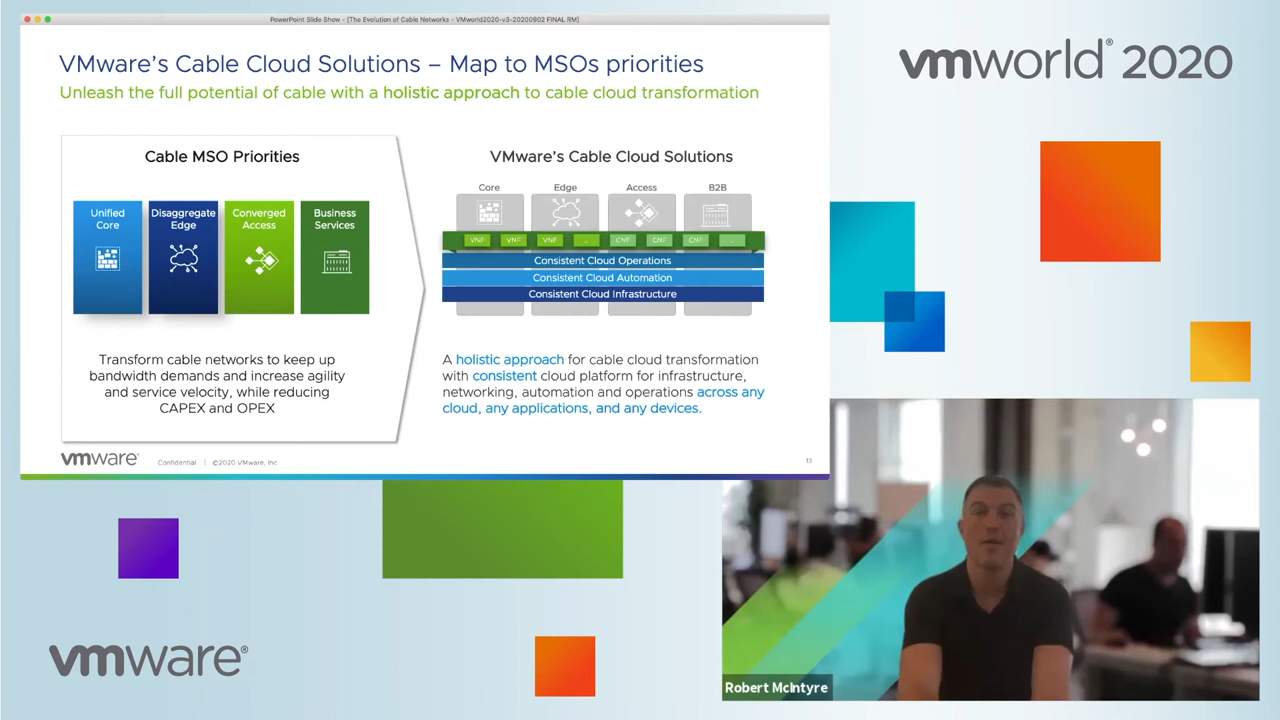 PowerPoint Slide Show - [The Evolution of Cable Networks - VMworld2020-v3-20200902 FINAL RM]
VMware's Cable Cloud Solutions – Map to MSOs priorities
Unleash the full potential of cable with a holistic approach to cable cloud transformation
Cable MSO Priorities
Unified
Core
Disaggregate
Edge
Converged
Access
Business
Services
Transform cable networks to keep up
bandwidth demands and increase agility
and service velocity, while reducing
CAPEX and OPEX
VMware's Cable Cloud Solutions
Core Edge Access B2B
VNF VNF VNF ... CNF CNF CNF ...
Consistent Cloud Operations
Consistent Cloud Automation
Consistent Cloud Infrastructure
A holistic approach for cable cloud transformation
with consistent cloud platform for infrastructure,
networking, automation and operations across any
cloud, any applications, and any devices.
vmware® Confidential | ©2020 VMware, Inc 13
vmworld® 2020
vmware®
Robert McIntyre